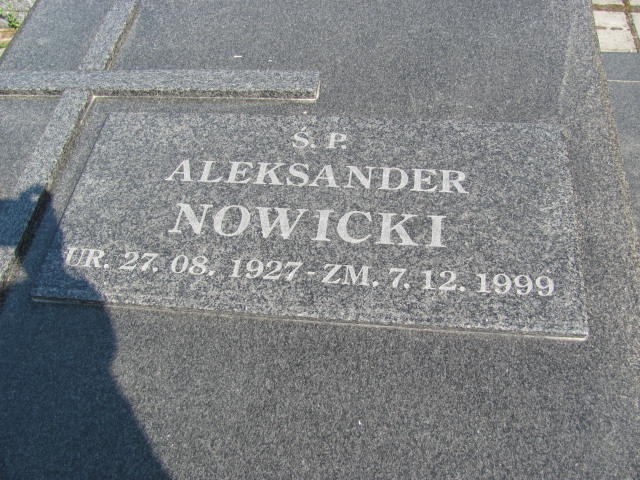 Ś. P.
ALEKSANDER
NOWICKI
UR. 27. 08. 1927 - ZM. 7. 12. 1999